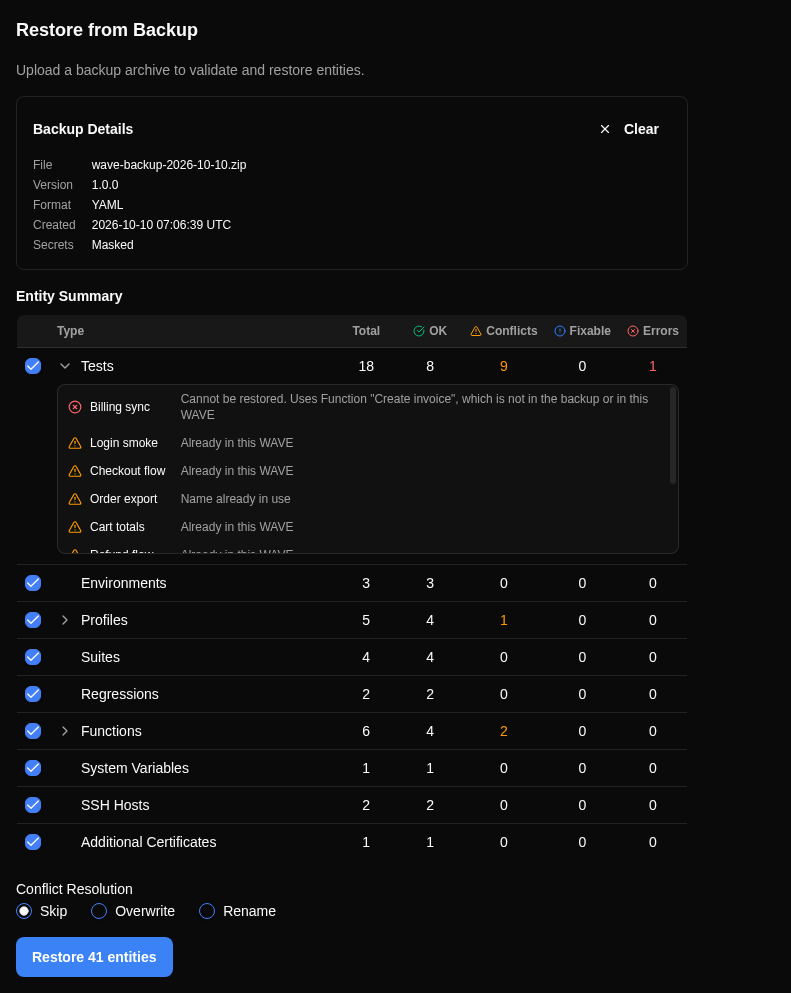 Restore from Backup
Upload a backup archive to validate and restore entities.
Backup Details
Clear
File wave-backup-2026-10-10.zip
Version 1.0.0
Format YAML
Created 2026-10-10 07:06:39 UTC
Secrets Masked
Entity Summary
Type Total OK Conflicts Fixable Errors
Tests 18 8 9 0 1
Billing sync Cannot be restored. Uses Function "Create invoice", which is not in the backup or in this
WAVE
Login smoke Already in this WAVE
Checkout flow Already in this WAVE
Order export Name already in use
Cart totals Already in this WAVE
Refund flow Already in this WAVE
Environments 3 3 0 0 0
Profiles 5 4 1 0 0
Suites 4 4 0 0 0
Regressions 2 2 0 0 0
Functions 6 4 2 0 0
System Variables 1 1 0 0 0
SSH Hosts 2 2 0 0 0
Additional Certificates 1 1 0 0 0
Conflict Resolution
Skip Overwrite Rename
Restore 41 entities